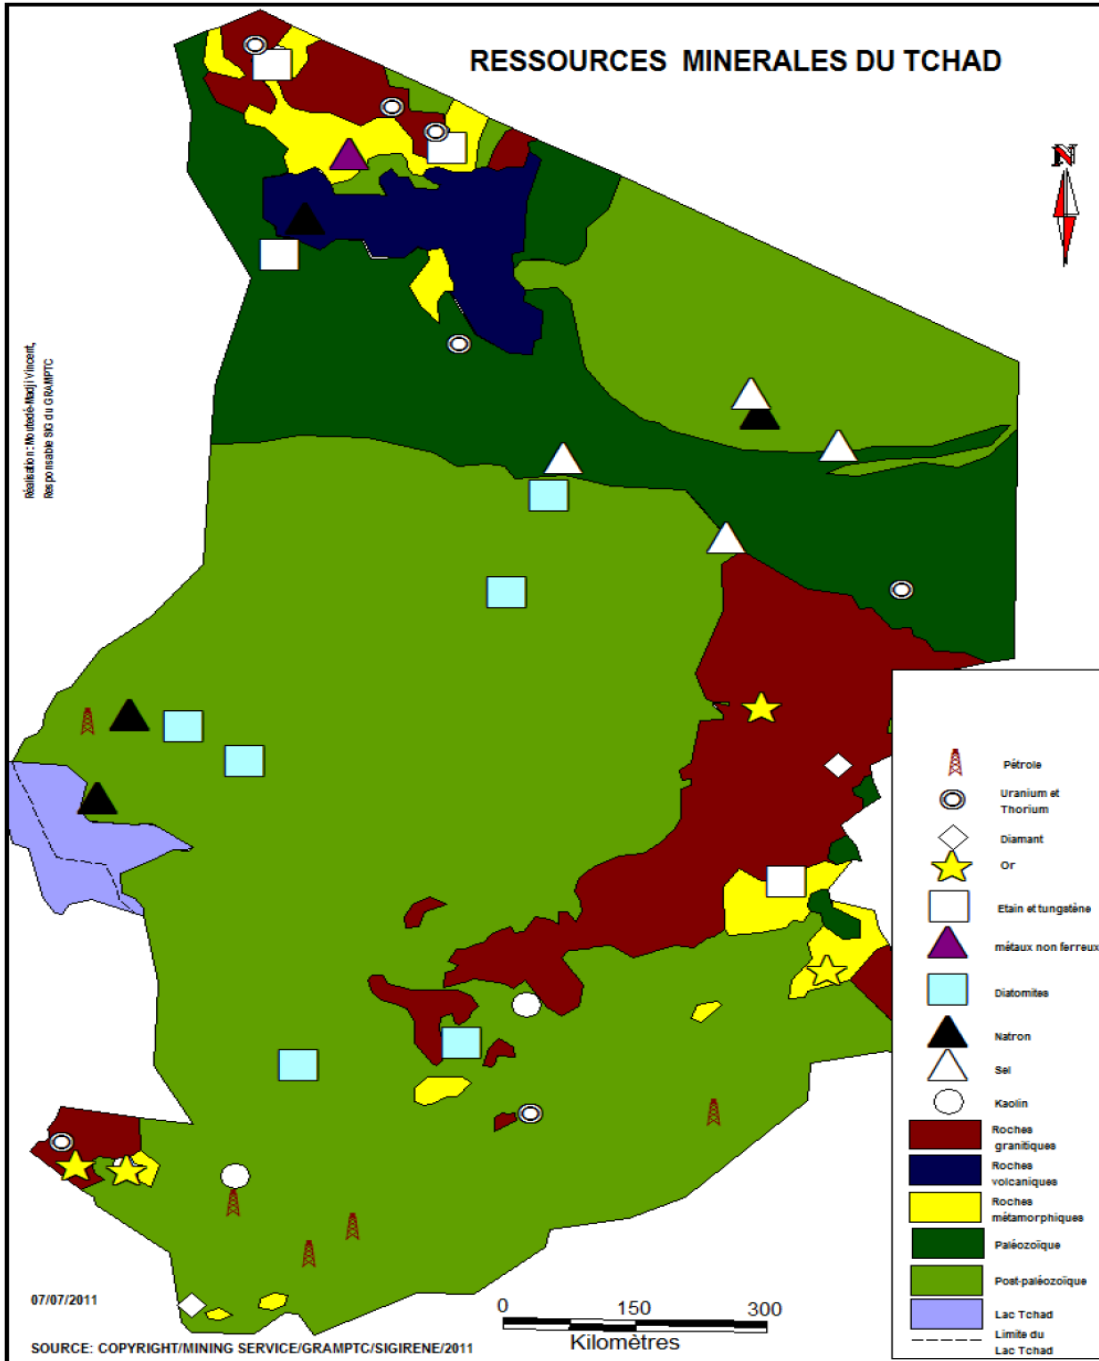 RESSOURCES MINERALES DU TCHAD
N
Réalisation : Moutedé-Madji Vincent,
Responsable SIG du GRAMPTC
Pétrole
Uranium et
Thorium
Diamant
Or
Etain et tungstène
métaux non ferreux
Diatomites
Natron
Sel
Kaolin
Roches
granitiques
Roches
volcaniques
Roches
métamorphiques
Paléozoïque
Post-paléozoïque
Lac Tchad
Limite du
Lac Tchad
07/07/2011
0 150 300
Kilomètres
SOURCE: COPYRIGHT/MINING SERVICE/GRAMPTC/SIGIRENE/2011